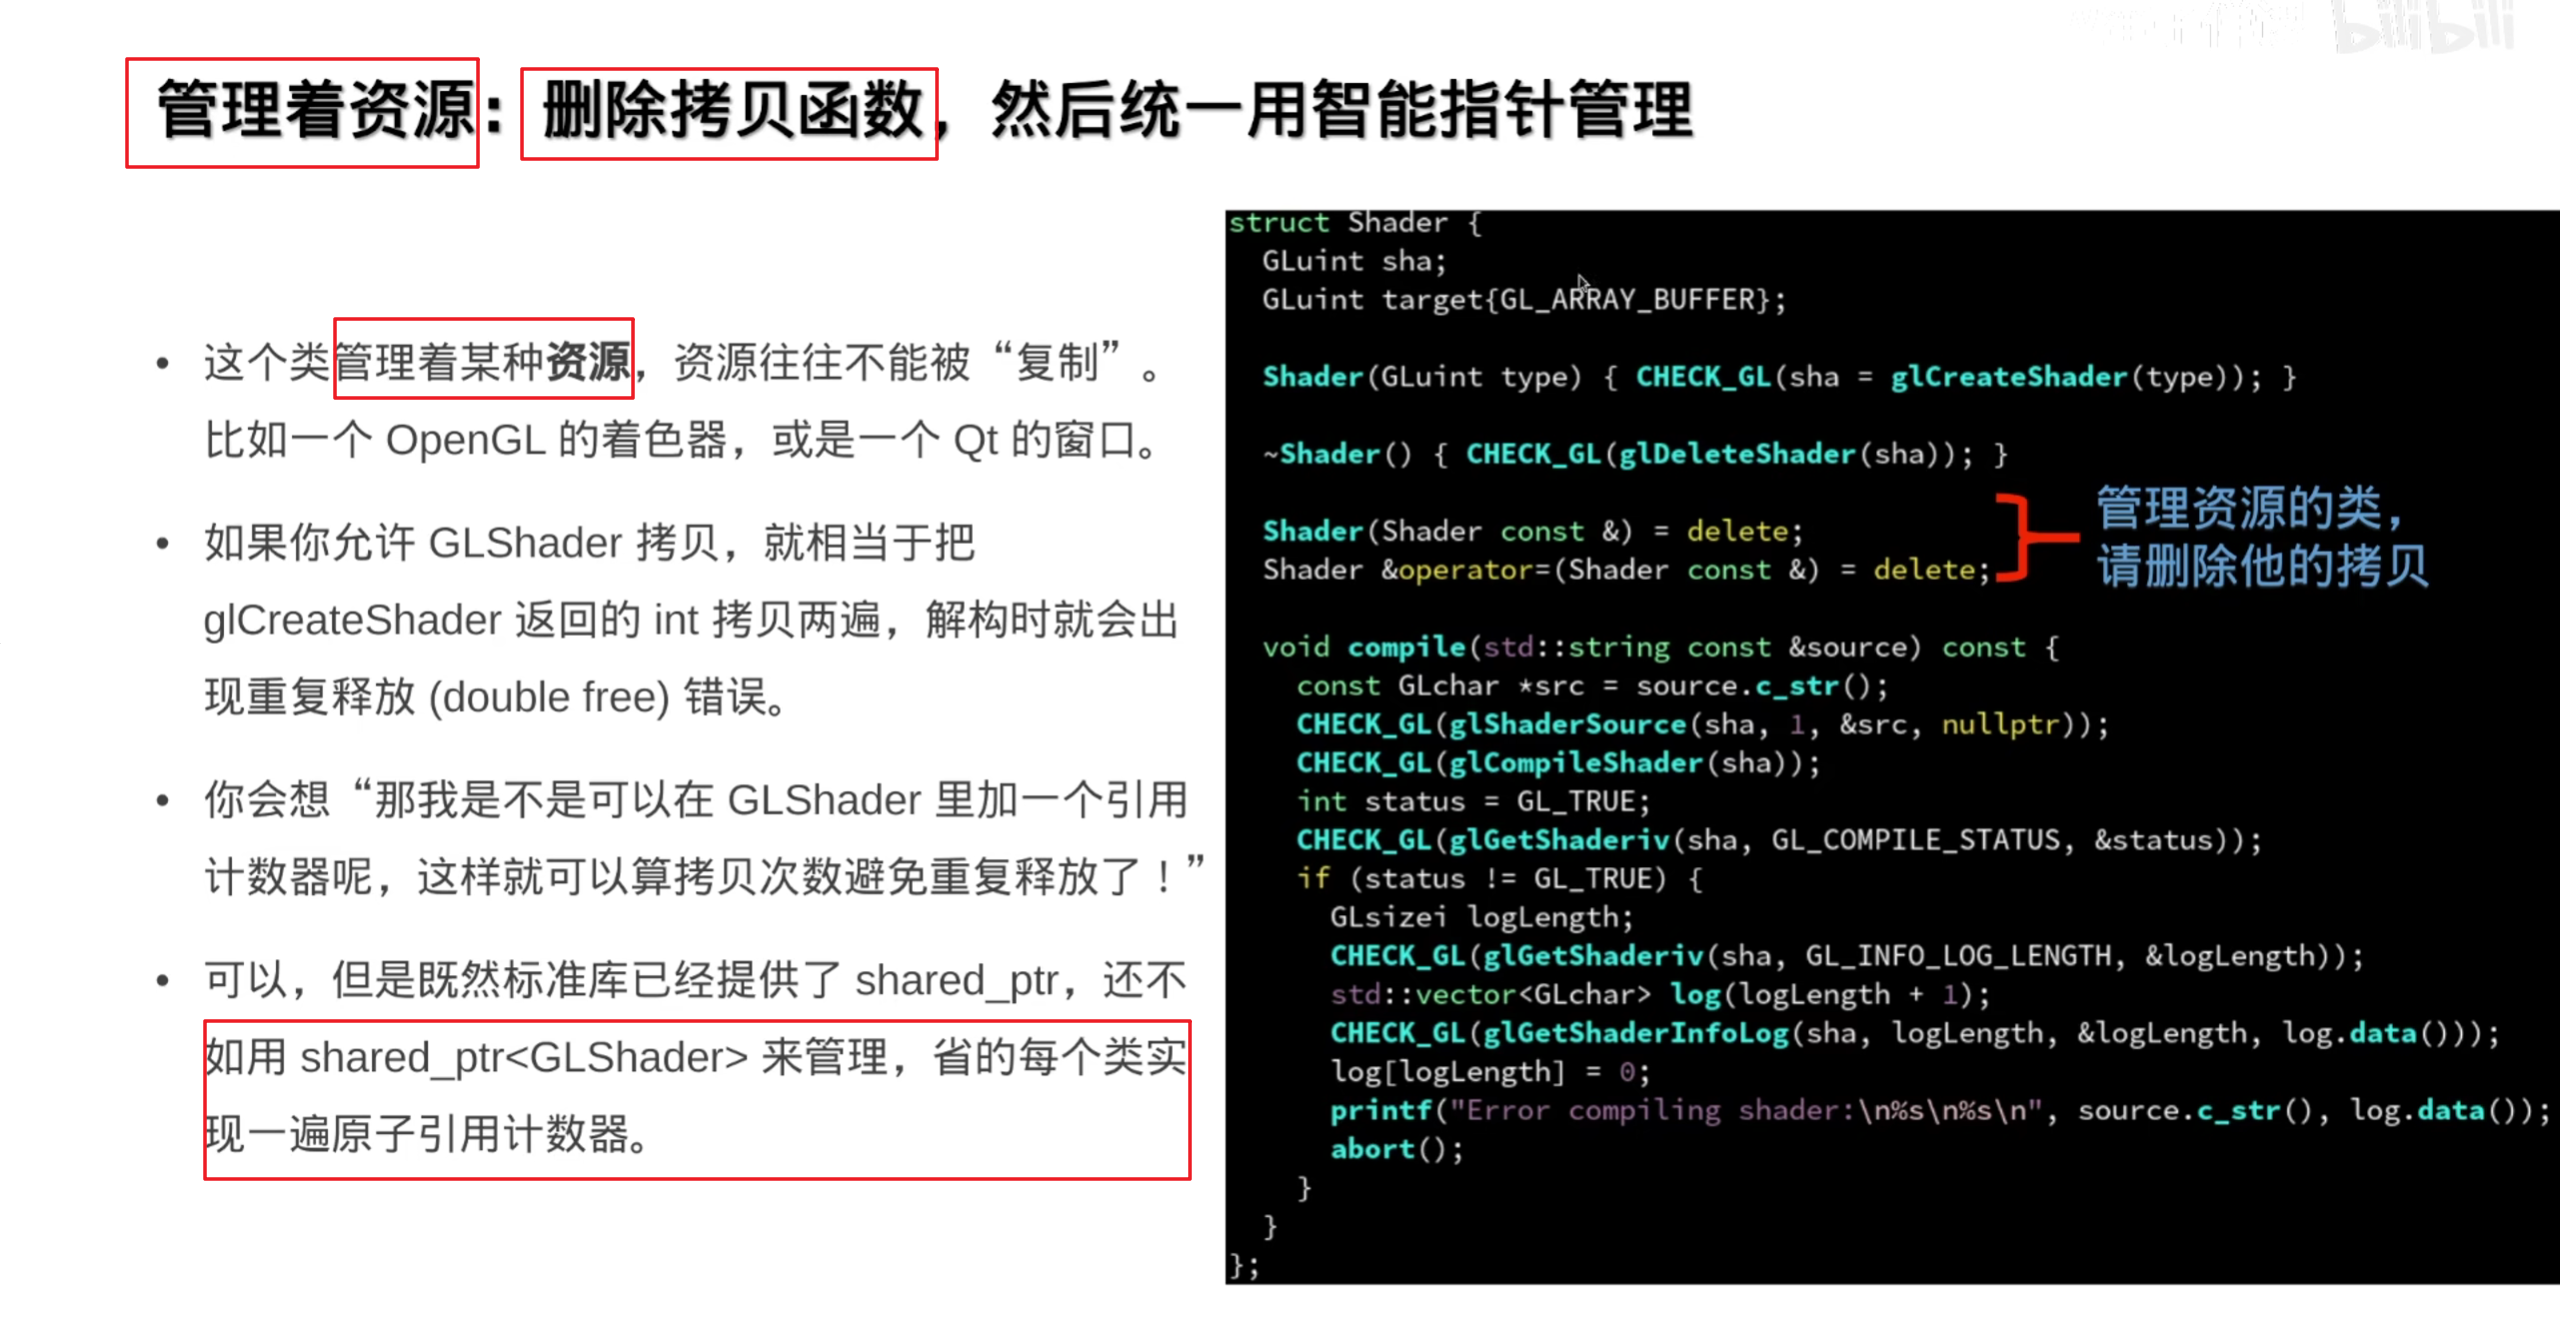 bilibili
管理着资源：删除拷贝函数，然后统一用智能指针管理
• 这个类管理着某种资源，资源往往不能被“复制”。
比如一个 OpenGL 的着色器，或是一个 Qt 的窗口。
• 如果你允许 GLShader 拷贝，就相当于把
glCreateShader 返回的 int 拷贝两遍，解构时就会出
现重复释放 (double free) 错误。
• 你会想“那我是不是可以在 GLShader 里加一个引用
计数器呢，这样就可以算拷贝次数避免重复释放了！”
• 可以，但是既然标准库已经提供了 shared_ptr，还不
如用 shared_ptr<GLShader> 来管理，省的每个类实
现一遍原子引用计数器。
struct Shader {
GLuint sha;
GLuint target{GL_ARRAY_BUFFER};
Shader(GLuint type) { CHECK_GL(sha = glCreateShader(type)); }
~Shader() { CHECK_GL(glDeleteShader(sha)); }
Shader(Shader const &) = delete;
Shader &operator=(Shader const &) = delete;
管理资源的类，
请删除他的拷贝
void compile(std::string const &source) const {
const GLchar *src = source.c_str();
CHECK_GL(glShaderSource(sha, 1, &src, nullptr));
CHECK_GL(glCompileShader(sha));
int status = GL_TRUE;
CHECK_GL(glGetShaderiv(sha, GL_COMPILE_STATUS, &status));
if (status != GL_TRUE) {
GLsizei logLength;
CHECK_GL(glGetShaderiv(sha, GL_INFO_LOG_LENGTH, &logLength));
std::vector<GLchar> log(logLength + 1);
CHECK_GL(glGetShaderInfoLog(sha, logLength, &logLength, log.data()));
log[logLength] = 0;
printf("Error compiling shader:\n%s\n%s\n", source.c_str(), log.data());
abort();
}
}
};